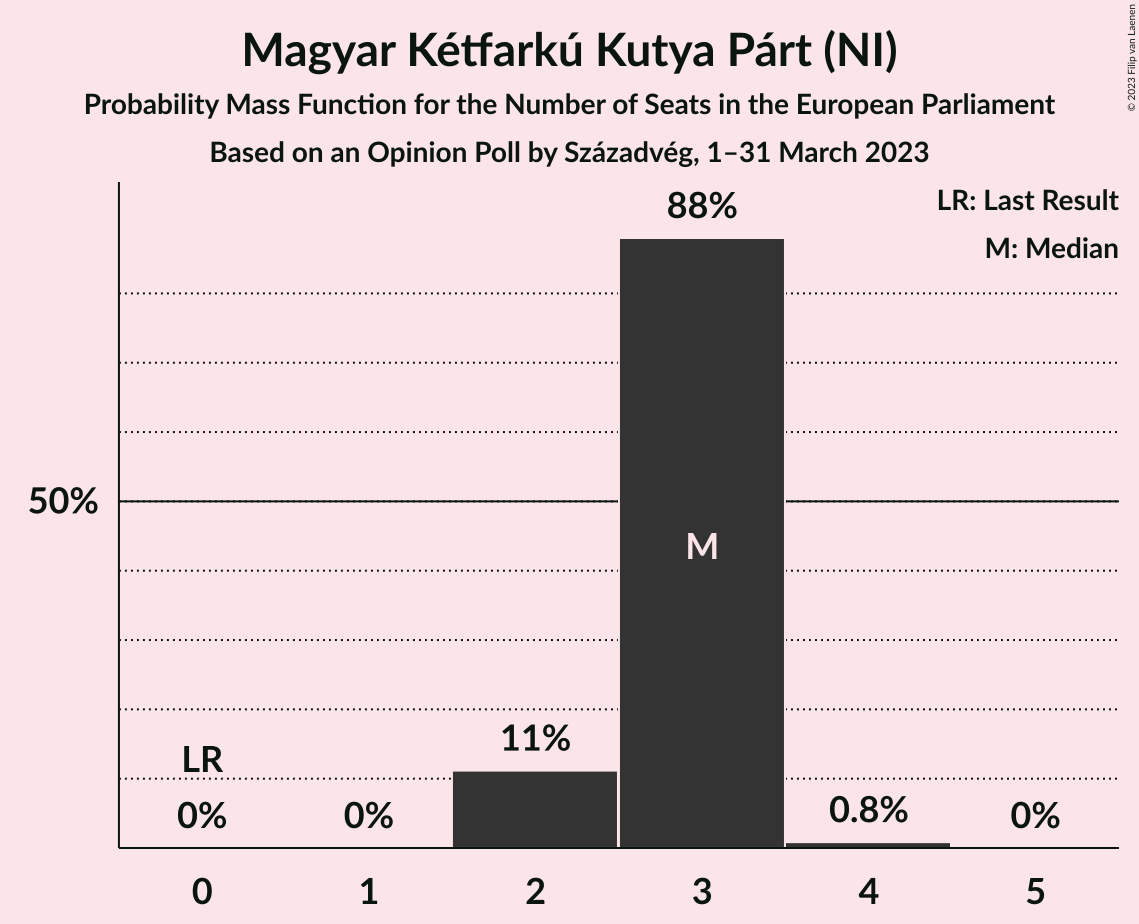 Magyar Kétfarkú Kutya Párt (NI)
Probability Mass Function for the Number of Seats in the European Parliament
Based on an Opinion Poll by Századvég, 1–31 March 2023
© 2023 Filip van Laenen
LR: Last Result
M: Median
88%
50%
M
11%
LR
0%
0%
0.8%
0%
0
1
2
3
4
5